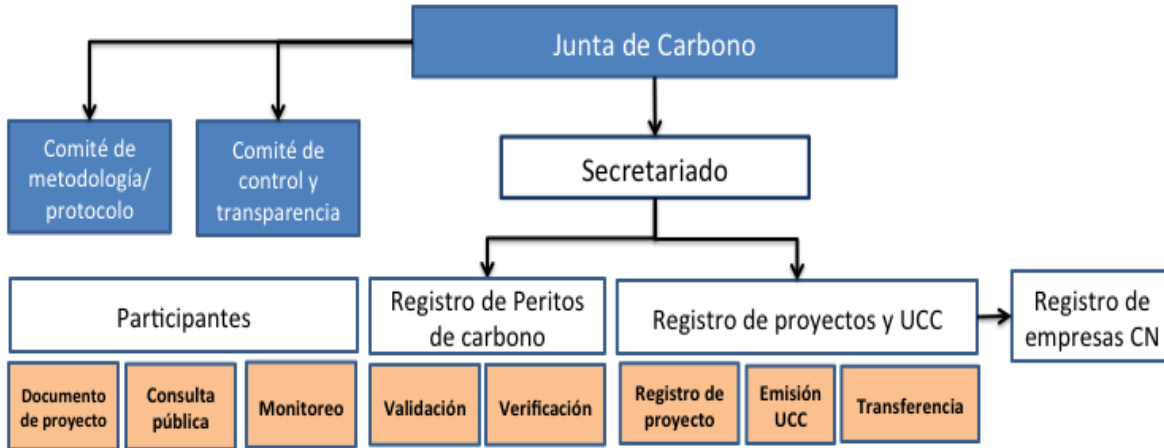 Junta de Carbono
Comité de
metodología/
protocolo
Comité de
control y
transparencia
Secretariado
Participantes
Registro de Peritos
de carbono
Registro de proyectos y UCC
Registro de
empresas CN
Documento
de proyecto
Consulta
pública
Monitoreo
Validación
Verificación
Registro de
proyecto
Emisión
UCC
Transferencia